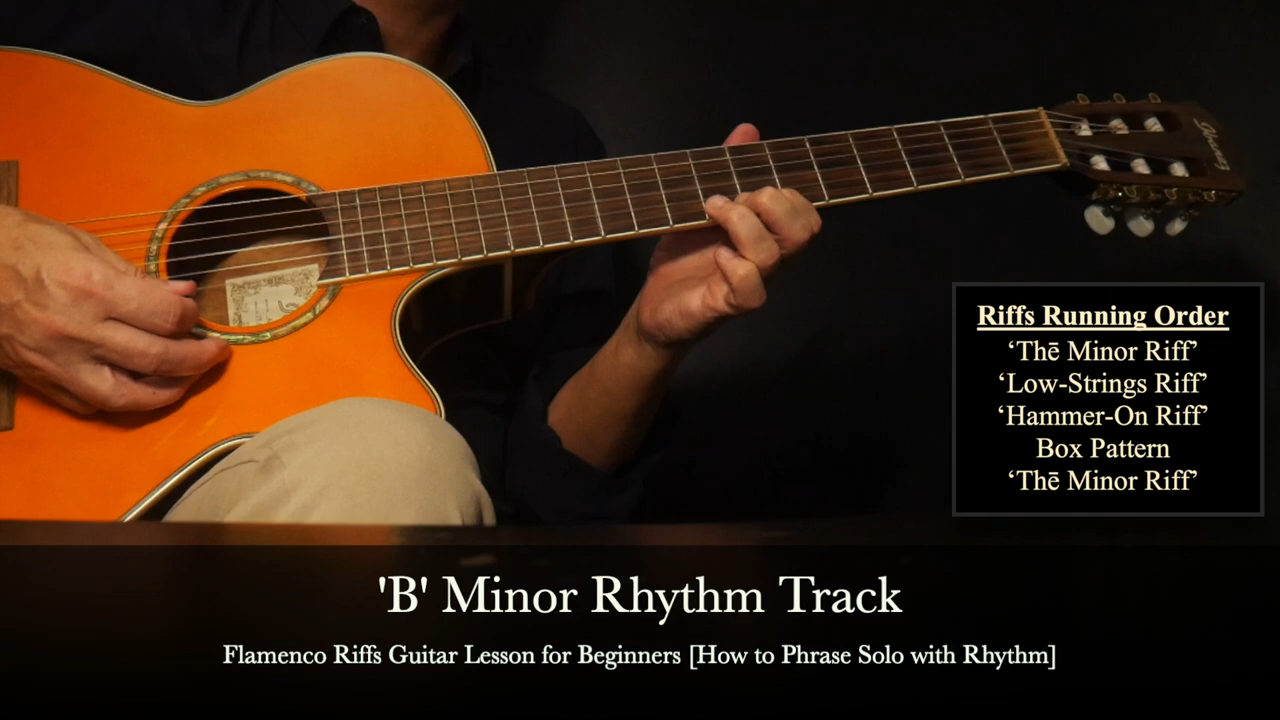 Ibanez
Riffs Running Order
‘Thē Minor Riff’
‘Low-Strings Riff’
‘Hammer-On Riff’
Box Pattern
‘Thē Minor Riff’
'B' Minor Rhythm Track
Flamenco Riffs Guitar Lesson for Beginners [How to Phrase Solo with Rhythm]